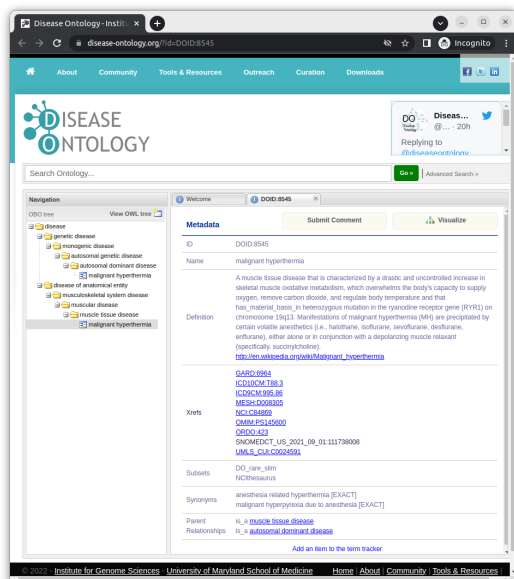 Disease Ontology - Instit
disease-ontology.org/?id=DOID:8545
Incognito
About Community Tools & Resources Outreach Curation Downloads
DISEASE
ONTOLOGY
DO
Diseas...
@... · 20h
Replying to
@diseaseontology
Search Ontology...
Go »
Advanced Search »
Navigation
OBO tree View OWL tree
disease
genetic disease
monogenic disease
autosomal genetic disease
autosomal dominant disease
malignant hyperthermia
disease of anatomical entity
musculoskeletal system disease
muscular disease
muscle tissue disease
malignant hyperthermia
Welcome DOID:8545
Metadata Submit Comment Visualize
ID DOID:8545
Name malignant hyperthermia
A muscle tissue disease that is characterized by a drastic and uncontrolled increase in
skeletal muscle oxidative metabolism, which overwhelms the body's capacity to supply
oxygen, remove carbon dioxide, and regulate body temperature and that
has_material_basis_in heterozygous mutation in the ryanodine receptor gene (RYR1) on
Definition chromosome 19q13. Manifestations of malignant hyperthermia (MH) are precipitated by
certain volatile anesthetics (i.e., halothane, isoflurane, sevoflurane, desflurane,
enflurane), either alone or in conjunction with a depolarizing muscle relaxant
(specifically, succinylcholine).
http://en.wikipedia.org/wiki/Malignant_hyperthermia
GARD:6964
ICD10CM:T88.3
ICD9CM:995.86
MESH:D008305
Xrefs NCI:C84869
OMIM:PS145600
ORDO:423
SNOMEDCT_US_2021_09_01:111738008
UMLS_CUI:C0024591
Subsets DO_rare_slim
NCIthesaurus
Synonyms anesthesia related hyperthermia [EXACT]
malignant hyperpyrexia due to anesthesia [EXACT]
Parent is_a muscle tissue disease
Relationships is_a autosomal dominant disease
Add an item to the term tracker
© 2022 - Institute for Genome Sciences - University of Maryland School of Medicine Home | About | Community | Tools & Resources |